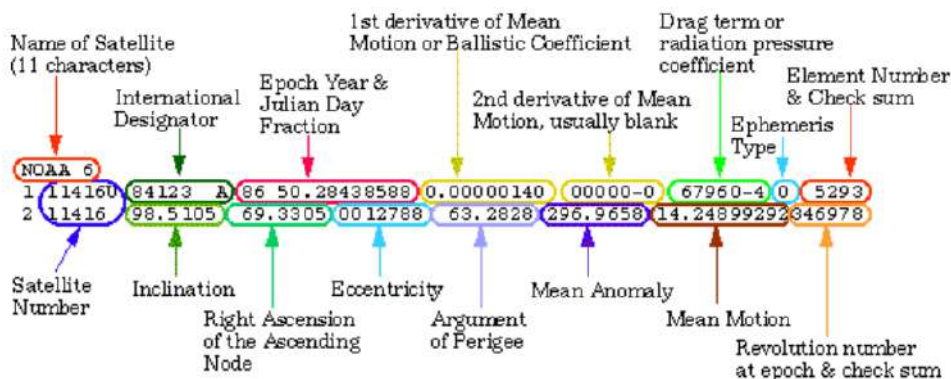 Name of Satellite
(11 characters)
International
Designator
Epoch Year &
Julian Day
Fraction
1st derivative of Mean
Motion or Ballistic Coefficient
2nd derivative of Mean
Motion, usually blank
Drag term or
radiation pressure
coefficient
Ephemeris
Type
Element Number
& Check sum
NOAA 6
1 11416U 84123 A 86 50.28438588 0.00000140 00000-0 67960-4 0 5293
2 11416 98.5105 69.3305 0012788 63.2828 296.9658 14.24899292 346978
Satellite
Number
Inclination
Right Ascension
of the Ascending
Node
Eccentricity
Argument
of Perigee
Mean Anomaly
Mean Motion
Revolution number
at epoch & check sum